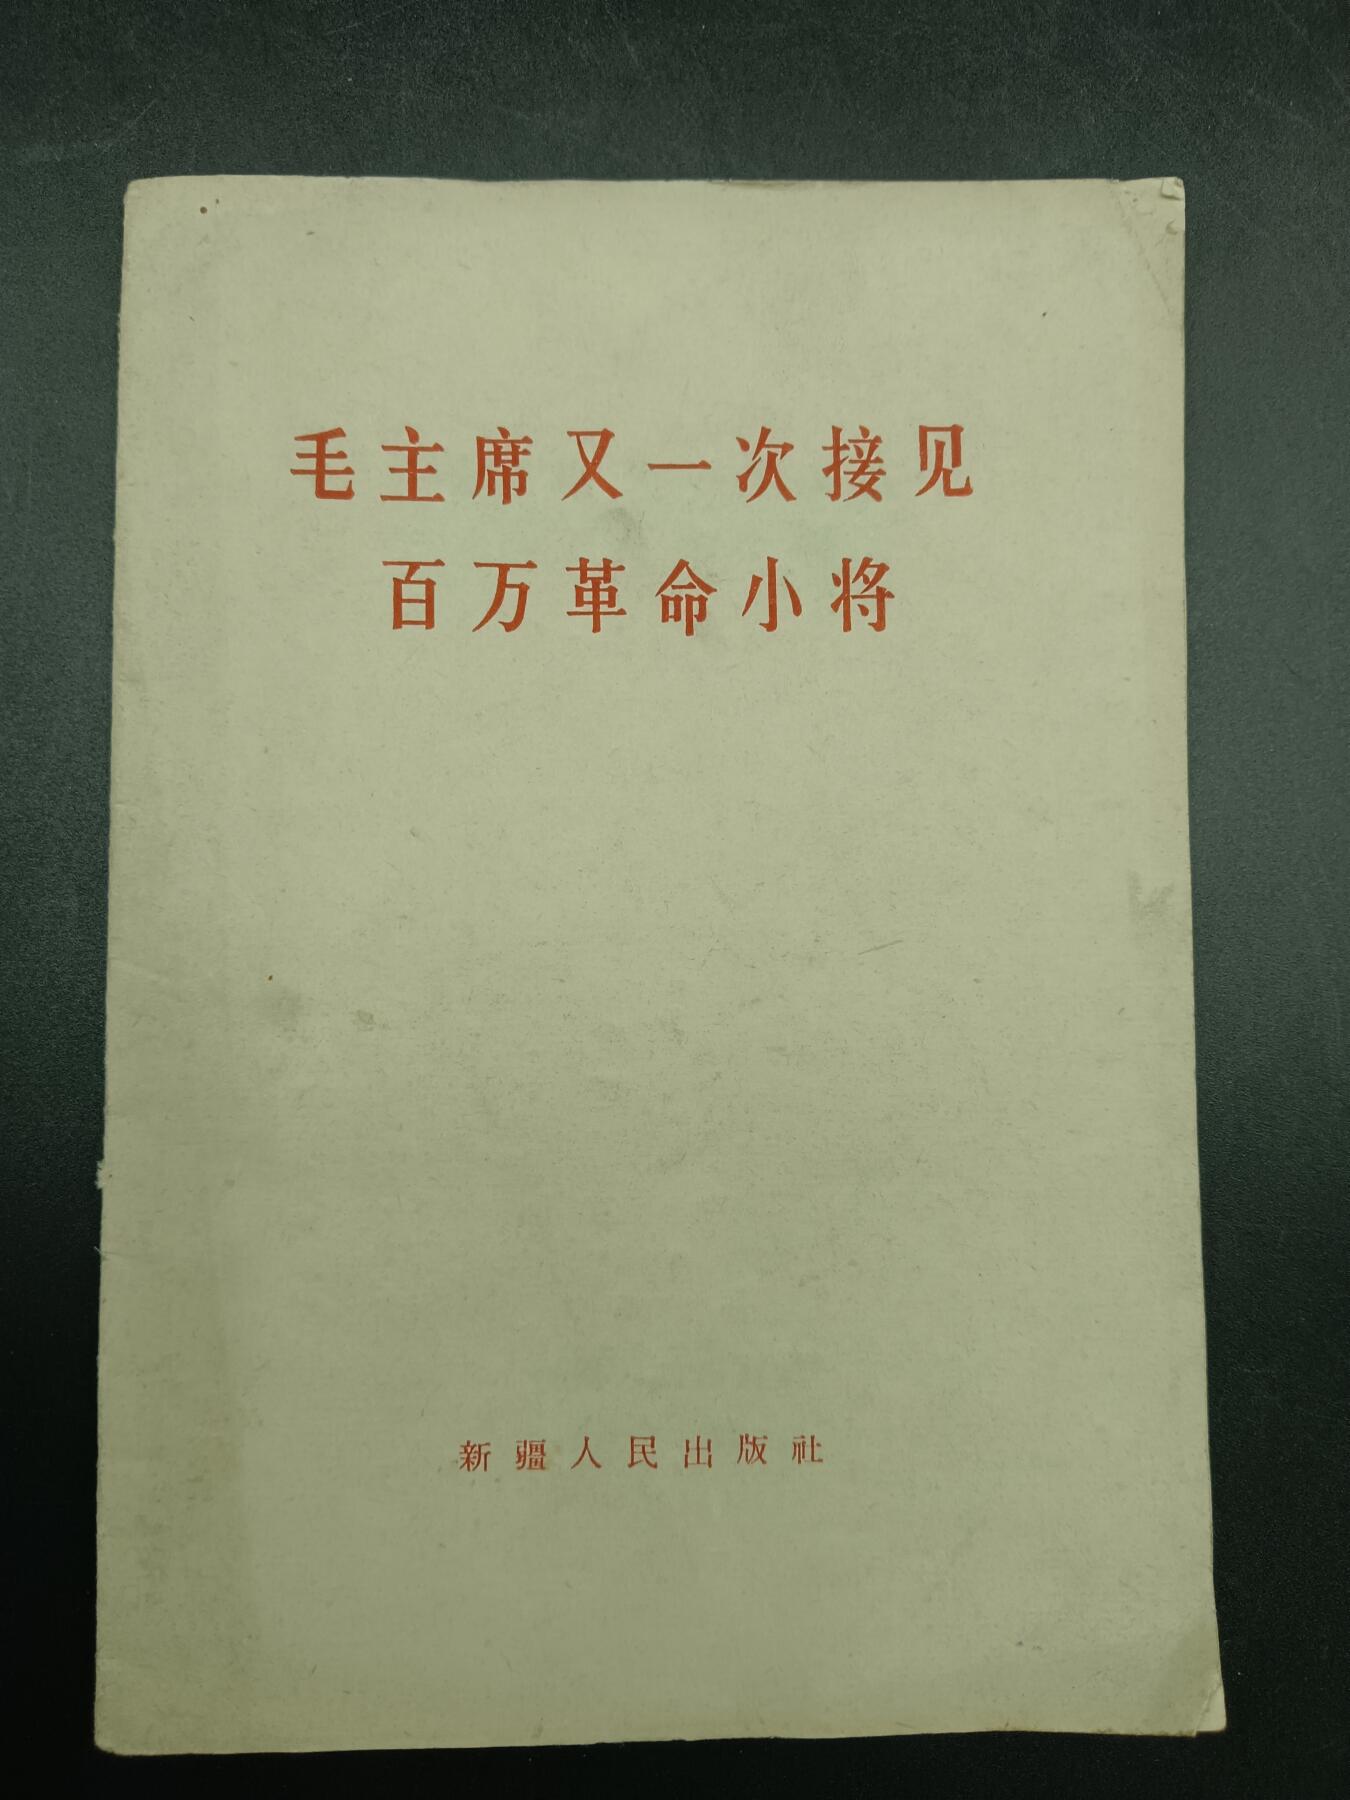 毛主席又一次接见
百万革命小将
新疆人民出版社